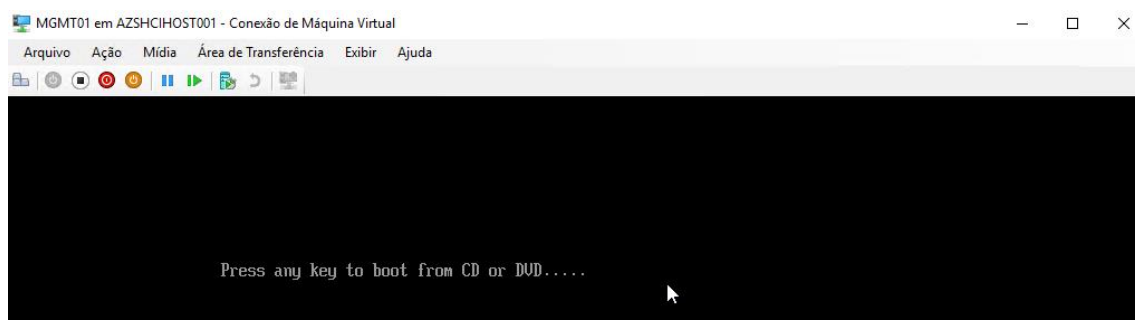 MGMT01 em AZSHCIHOST001 - Conexão de Máquina Virtual
Arquivo Ação Mídia Área de Transferência Exibir Ajuda
Press any key to boot from CD or DVD.....